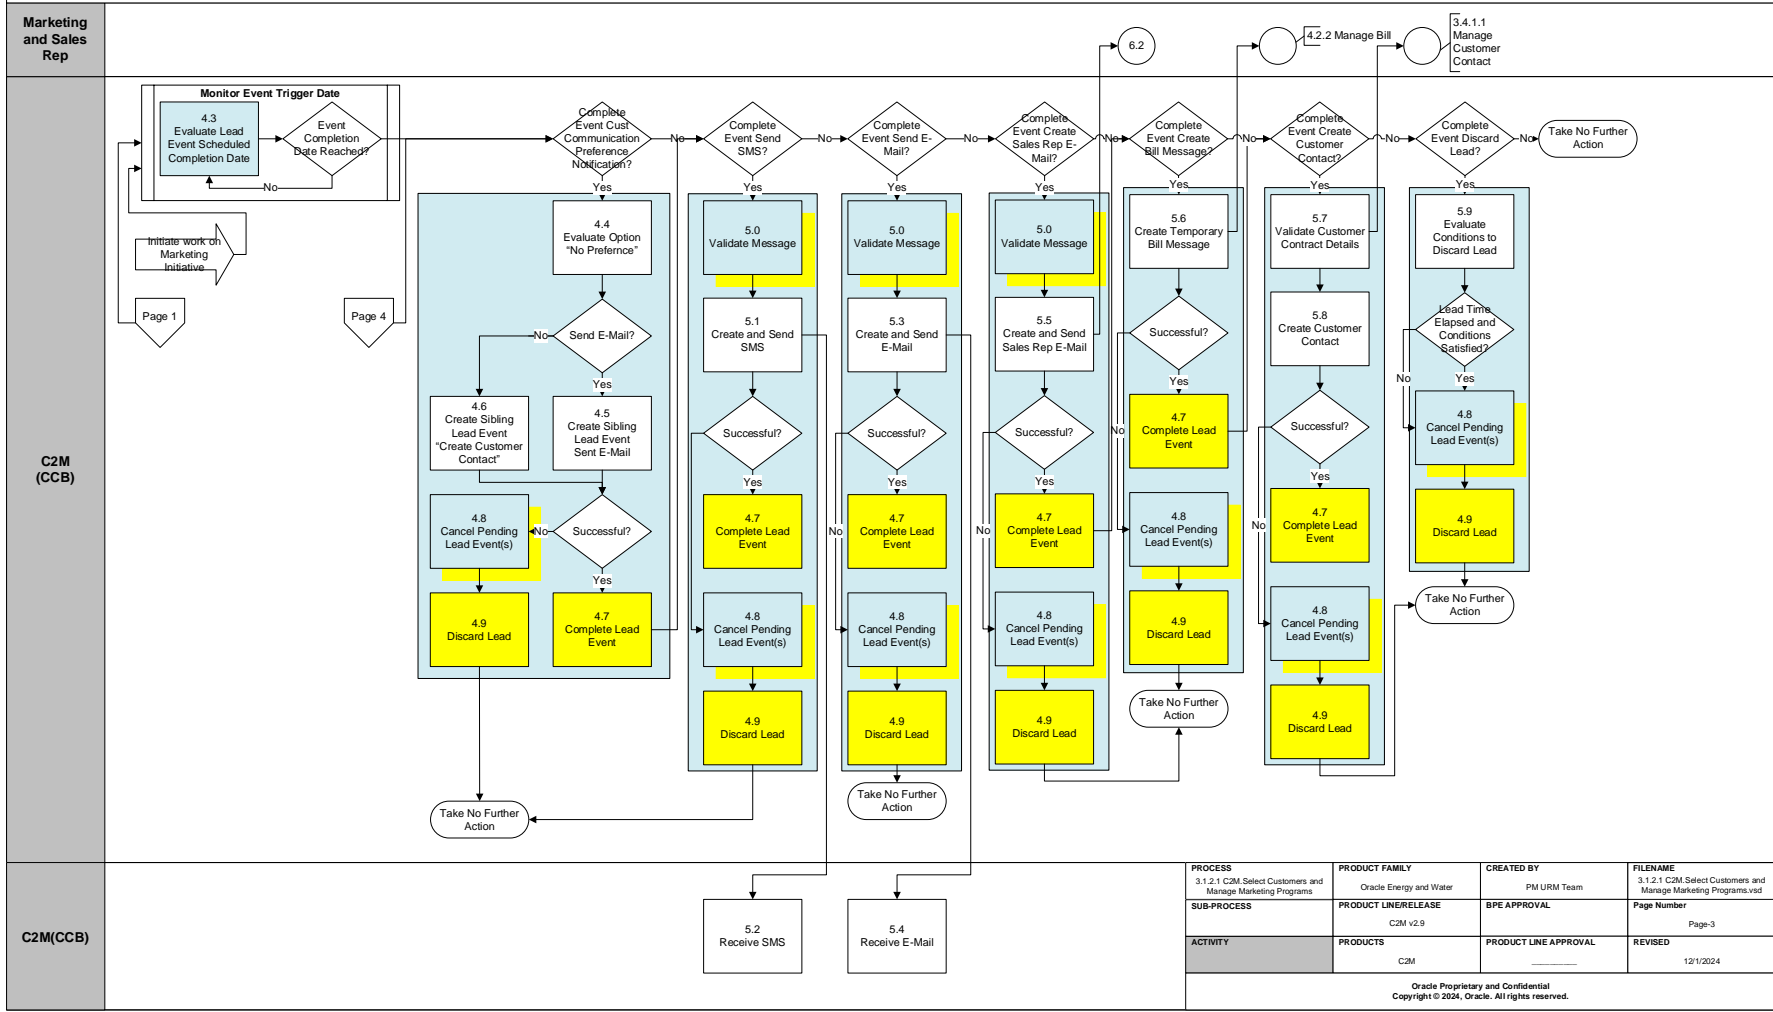 Marketing
and Sales
Rep
6.2
4.2.2 Manage Bill
3.4.1.1
Manage
Customer
Contact
C2M
(CCB)
Monitor Event Trigger Date
4.3
Evaluate Lead
Event Scheduled
Completion Date
Event
Completion
Date Reached?
No
Initiate work on
Marketing
Initiative
Page 1
Page 4
Complete
Event Cust
Communication
Preference
Notification?
No
Yes
4.4
Evaluate Option
“No Prefernce”
Send E-Mail?
No
Yes
4.6
Create Sibling
Lead Event
“Create Customer
Contact”
4.5
Create Sibling
Lead Event
Sent E-Mail
Successful?
No
Yes
4.8
Cancel Pending
Lead Event(s)
4.9
Discard Lead
4.7
Complete Lead
Event
Take No Further
Action
Complete
Event Send
SMS?
No
Yes
5.0
Validate Message
5.1
Create and Send
SMS
Successful?
Yes
4.7
Complete Lead
Event
4.8
Cancel Pending
Lead Event(s)
4.9
Discard Lead
Complete
Event Send E-
Mail?
No
Yes
5.0
Validate Message
5.3
Create and Send
E-Mail
Successful?
No
Yes
4.7
Complete Lead
Event
4.8
Cancel Pending
Lead Event(s)
4.9
Discard Lead
Take No Further
Action
Complete
Event Create
Sales Rep E-
Mail?
No
Yes
5.0
Validate Message
5.5
Create and Send
Sales Rep E-Mail
Successful?
No
Yes
4.7
Complete Lead
Event
4.8
Cancel Pending
Lead Event(s)
4.9
Discard Lead
Complete
Event Create
Bill Message?
No
Yes
5.6
Create Temporary
Bill Message
Successful?
No
Yes
4.7
Complete Lead
Event
4.8
Cancel Pending
Lead Event(s)
4.9
Discard Lead
Take No Further
Action
Complete
Event Create
Customer
Contact?
No
Yes
5.7
Validate Customer
Contract Details
5.8
Create Customer
Contact
Successful?
No
Yes
4.7
Complete Lead
Event
4.8
Cancel Pending
Lead Event(s)
4.9
Discard Lead
Complete
Event Discard
Lead?
No
Yes
Take No Further
Action
5.9
Evaluate
Conditions to
Discard Lead
Lead Time
Elapsed and
Conditions
Satisfied?
No
Yes
4.8
Cancel Pending
Lead Event(s)
4.9
Discard Lead
Take No Further
Action
C2M(CCB)
5.2
Receive SMS
5.4
Receive E-Mail
PROCESS
3.1.2.1 C2M.Select Customers and
Manage Marketing Programs
PRODUCT FAMILY
Oracle Energy and Water
CREATED BY
PM URM Team
FILENAME
3.1.2.1 C2M.Select Customers and
Manage Marketing Programs.vsd
SUB-PROCESS
PRODUCT LINE/RELEASE
C2M v2.9
BPE APPROVAL
Page Number
Page-3
ACTIVITY
PRODUCTS
C2M
PRODUCT LINE APPROVAL
REVISED
12/1/2024
Oracle Proprietary and Confidential
Copyright © 2024, Oracle. All rights reserved.